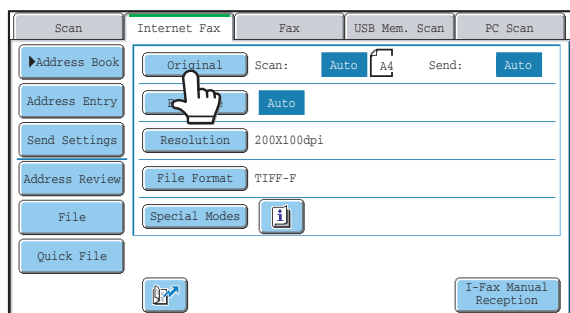 Scan
Internet Fax
Fax
USB Mem. Scan
PC Scan
Address Book
Original
Scan:
Auto
A4
Send:
Auto
Address Entry
Auto
Send Settings
Resolution
200X100dpi
Address Review
File Format
TIFF-F
File
Special Modes
Quick File
I-Fax Manual
Reception